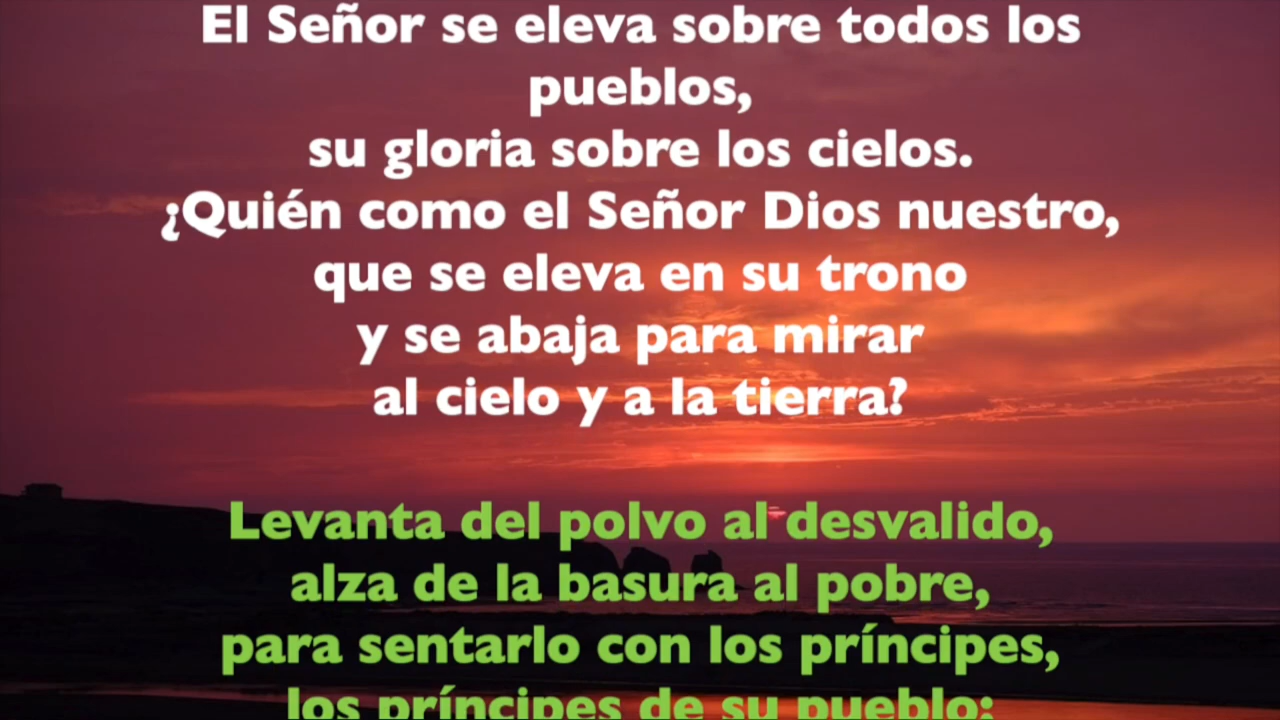 El Señor se eleva sobre todos los
pueblos,
su gloria sobre los cielos.
¿Quién como el Señor Dios nuestro,
que se eleva en su trono
y se abaja para mirar
al cielo y a la tierra?
Levanta del polvo al desvalido,
alza de la basura al pobre,
para sentarlo con los príncipes,
los príncipes de su pueblo;